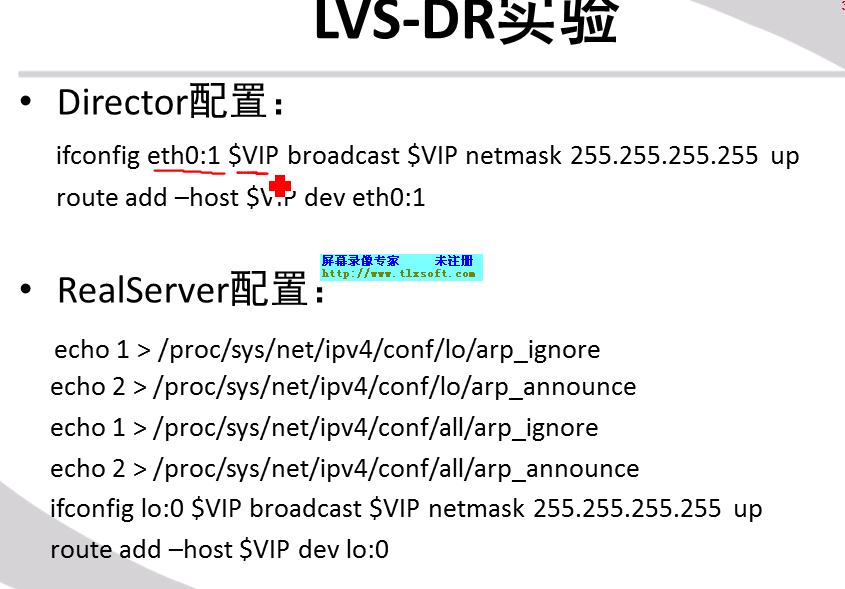 LVS-DR实验
• Director配置：
ifconfig eth0:1 $VIP broadcast $VIP netmask 255.255.255.255 up
route add –host $VIP dev eth0:1
屏幕录像专家 未注册
http://www.tlxsoft.com
• RealServer配置：
echo 1 > /proc/sys/net/ipv4/conf/lo/arp_ignore
echo 2 > /proc/sys/net/ipv4/conf/lo/arp_announce
echo 1 > /proc/sys/net/ipv4/conf/all/arp_ignore
echo 2 > /proc/sys/net/ipv4/conf/all/arp_announce
ifconfig lo:0 $VIP broadcast $VIP netmask 255.255.255.255 up
route add –host $VIP dev lo:0